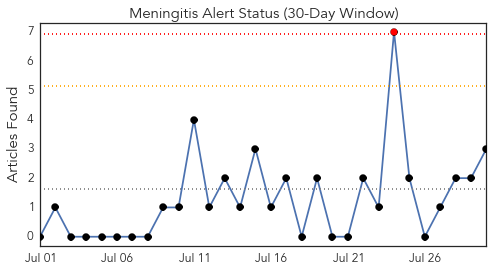 Meningitis Alert Status (30-Day Window)
Articles Found
7
6
5
4
3
2
1
0
Jul 01 Jul 06 Jul 11 Jul 16 Jul 21 Jul 26